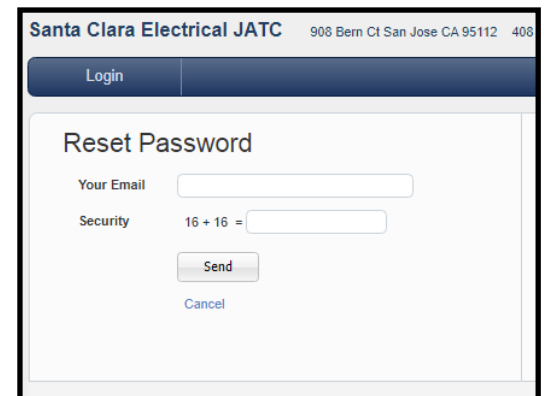 Santa Clara Electrical JATC 908 Bern Ct San Jose CA 95112 408
Login
Reset Password
Your Email
Security 16 + 16 =
Send
Cancel